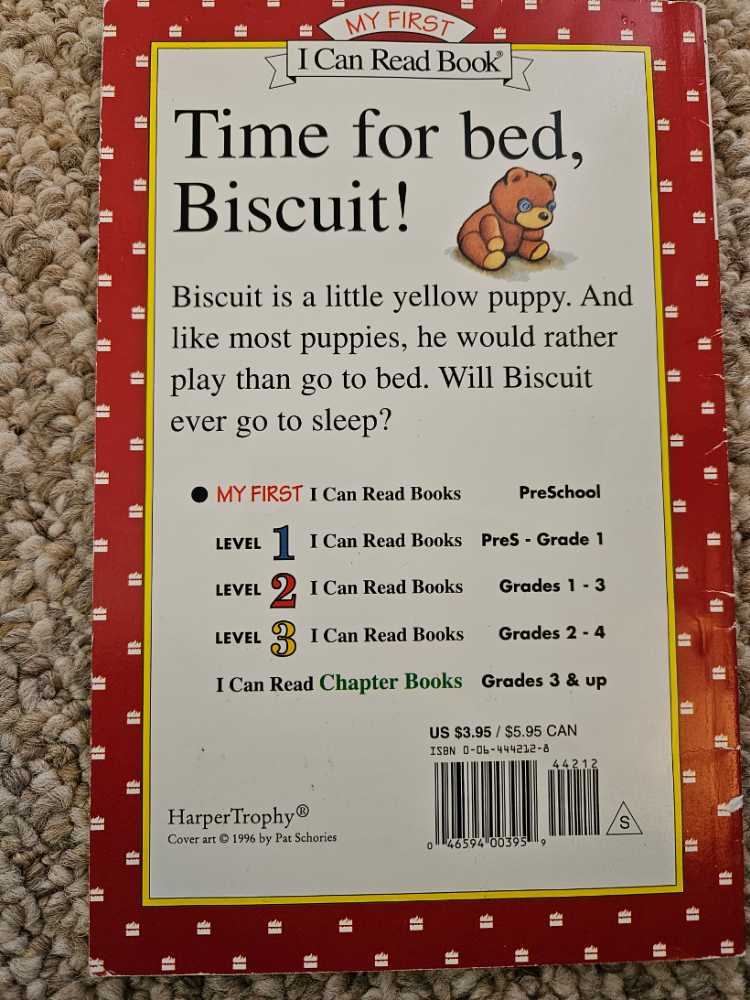 MY FIRST
I Can Read Book®
Time for bed,
Biscuit!
Biscuit is a little yellow puppy. And
like most puppies, he would rather
play than go to bed. Will Biscuit
ever go to sleep?
● MY FIRST I Can Read Books PreSchool
LEVEL 1 I Can Read Books PreS - Grade 1
LEVEL 2 I Can Read Books Grades 1 - 3
LEVEL 3 I Can Read Books Grades 2 - 4
I Can Read Chapter Books Grades 3 & up
US $3.95 / $5.95 CAN
ISBN 0-06-444212-8
44212
S
0 46594 00395 9
HarperTrophy®
Cover art © 1996 by Pat Schories